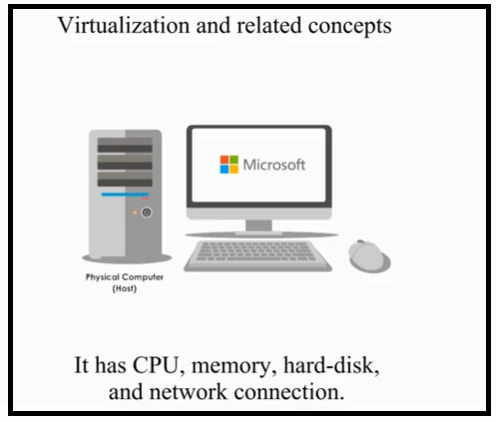 Virtualization and related concepts
Microsoft
Physical Computer
(Host)
It has CPU, memory, hard-disk,
and network connection.